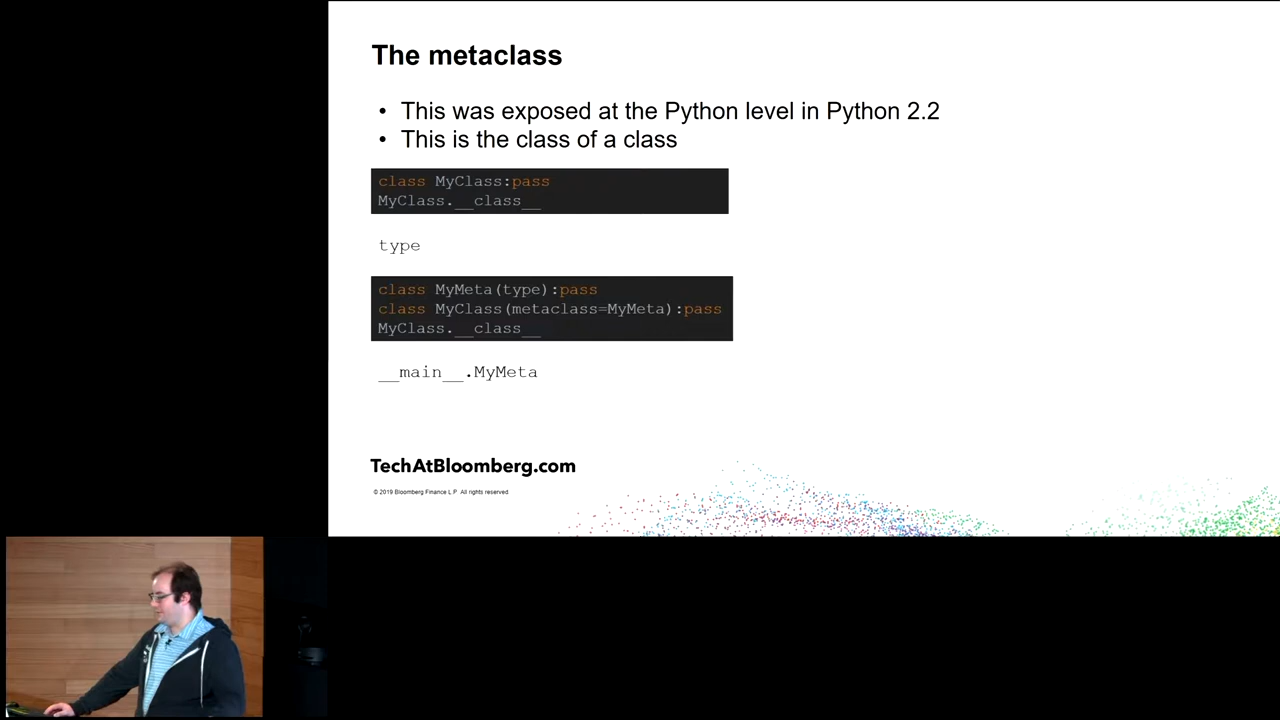 The metaclass
• This was exposed at the Python level in Python 2.2
• This is the class of a class
class MyClass:pass
MyClass.__class__
type
class MyMeta(type):pass
class MyClass(metaclass=MyMeta):pass
MyClass.__class__
__main__.MyMeta
TechAtBloomberg.com
© 2019 Bloomberg Finance L P All rights reserved